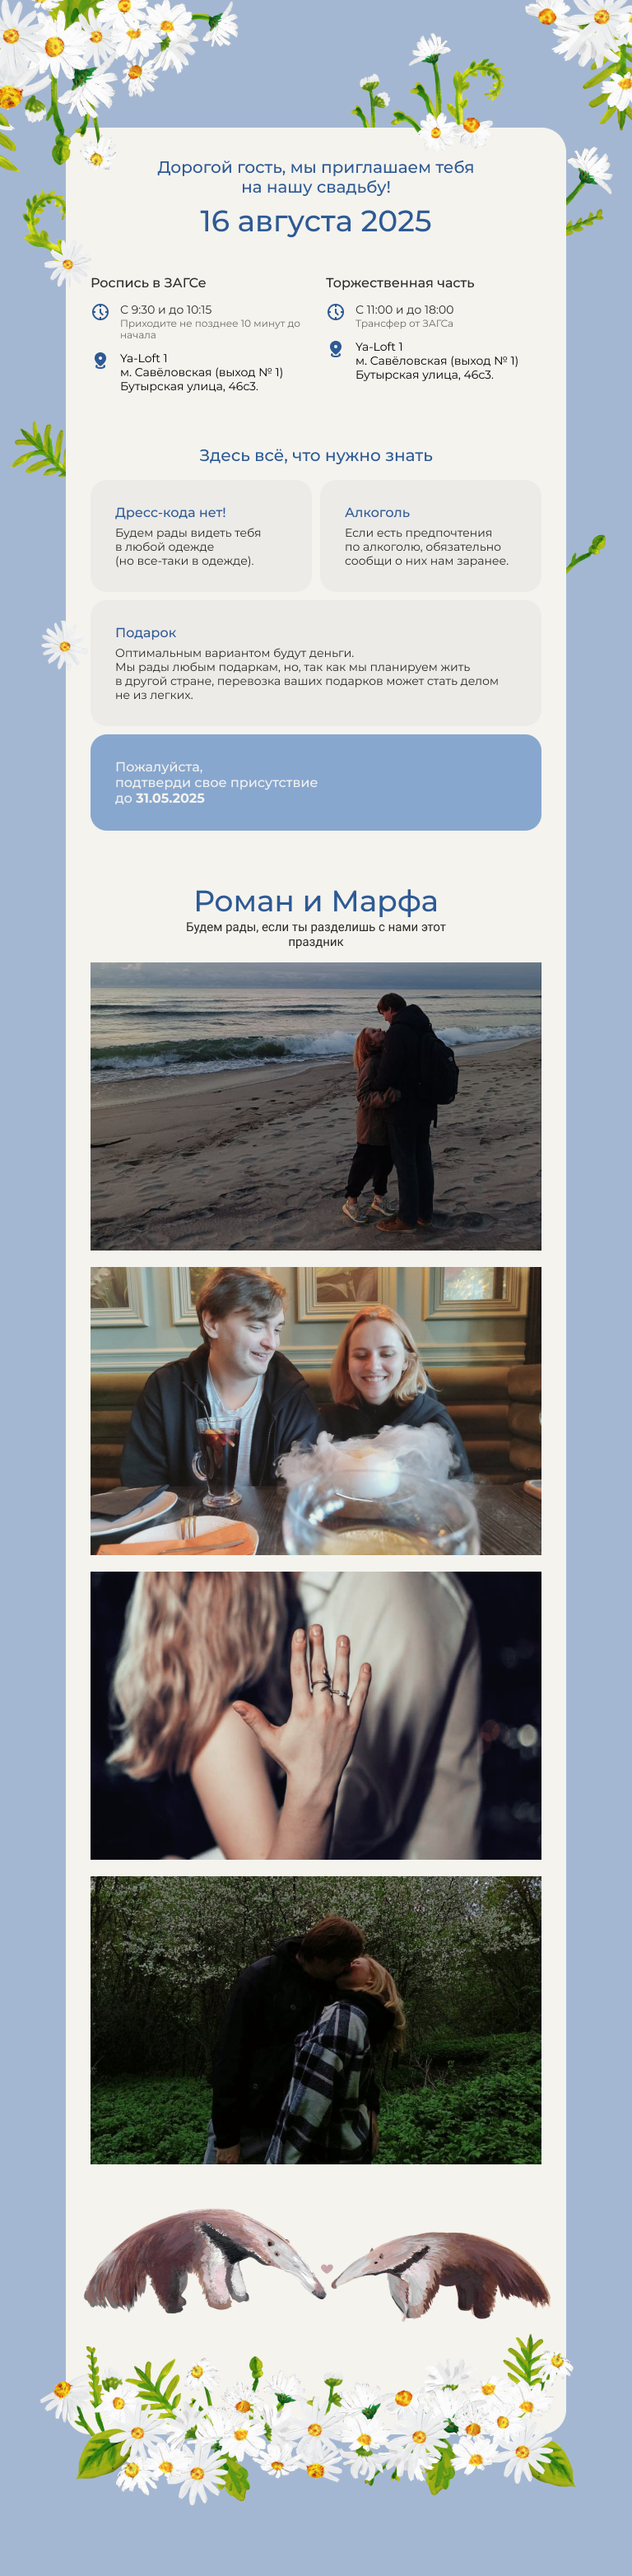 Дорогой гость, мы приглашаем тебя
на нашу свадьбу!
16 августа 2025
Роспись в ЗАГСе
С 9:30 и до 10:15
Приходите не позднее 10 минут до
начала
Ya-Loft 1
м. Савёловская (выход № 1)
Бутырская улица, 46с3.
Торжественная часть
С 11:00 и до 18:00
Трансфер от ЗАГСа
Ya-Loft 1
м. Савёловская (выход № 1)
Бутырская улица, 46с3.
Здесь всё, что нужно знать
Дресс-кода нет!
Будем рады видеть тебя
в любой одежде
(но все-таки в одежде).
Алкоголь
Если есть предпочтения
по алкоголю, обязательно
сообщи о них нам заранее.
Подарок
Оптимальным вариантом будут деньги.
Мы рады любым подаркам, но, так как мы планируем жить
в другой стране, перевозка ваших подарков может стать делом
не из легких.
Пожалуйста,
подтверди свое присутствие
до 31.05.2025
Роман и Марфа
Будем рады, если ты разделишь с нами этот
праздник